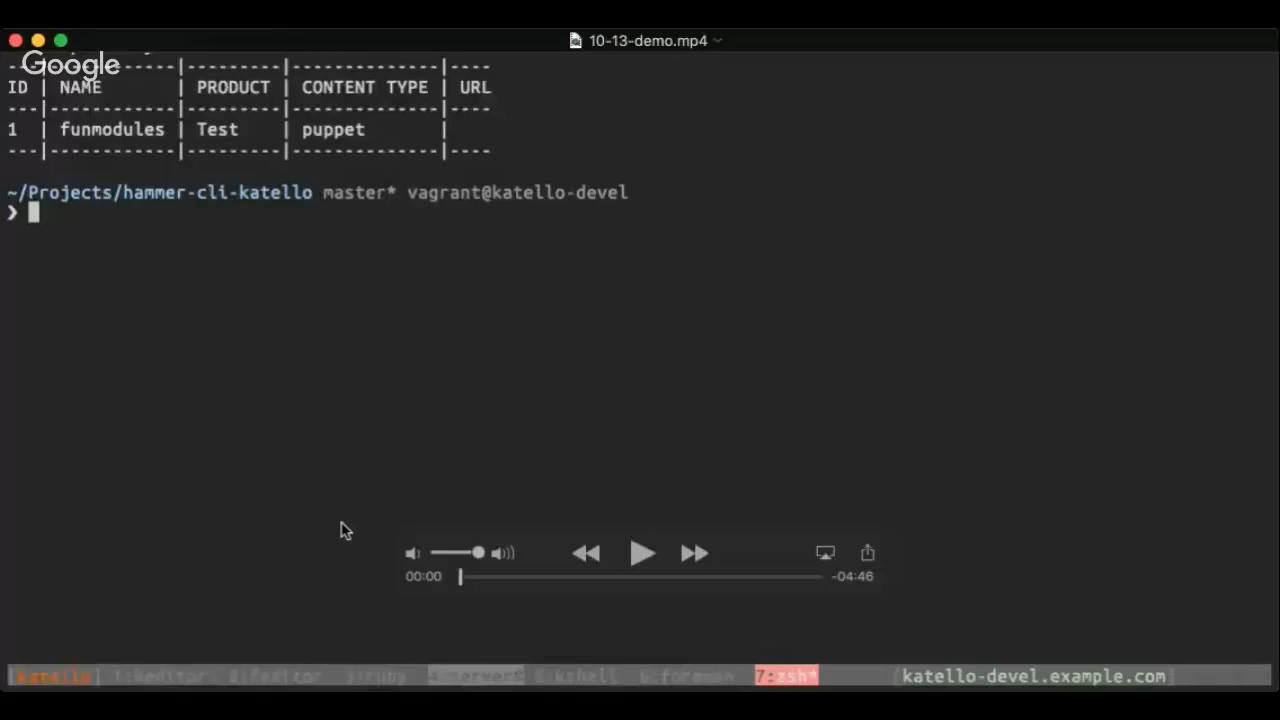 10-13-demo.mp4
Google
---|------------|---------|--------------|----
ID | NAME | PRODUCT | CONTENT TYPE | URL
---|------------|---------|--------------|----
1 | funmodules | Test | puppet |
---|------------|---------|--------------|----
~/Projects/hammer-cli-katello master* vagrant@katello-devel
❯
00:00 -04:46
[katello] 7:zsh* [katello-devel.example.com]